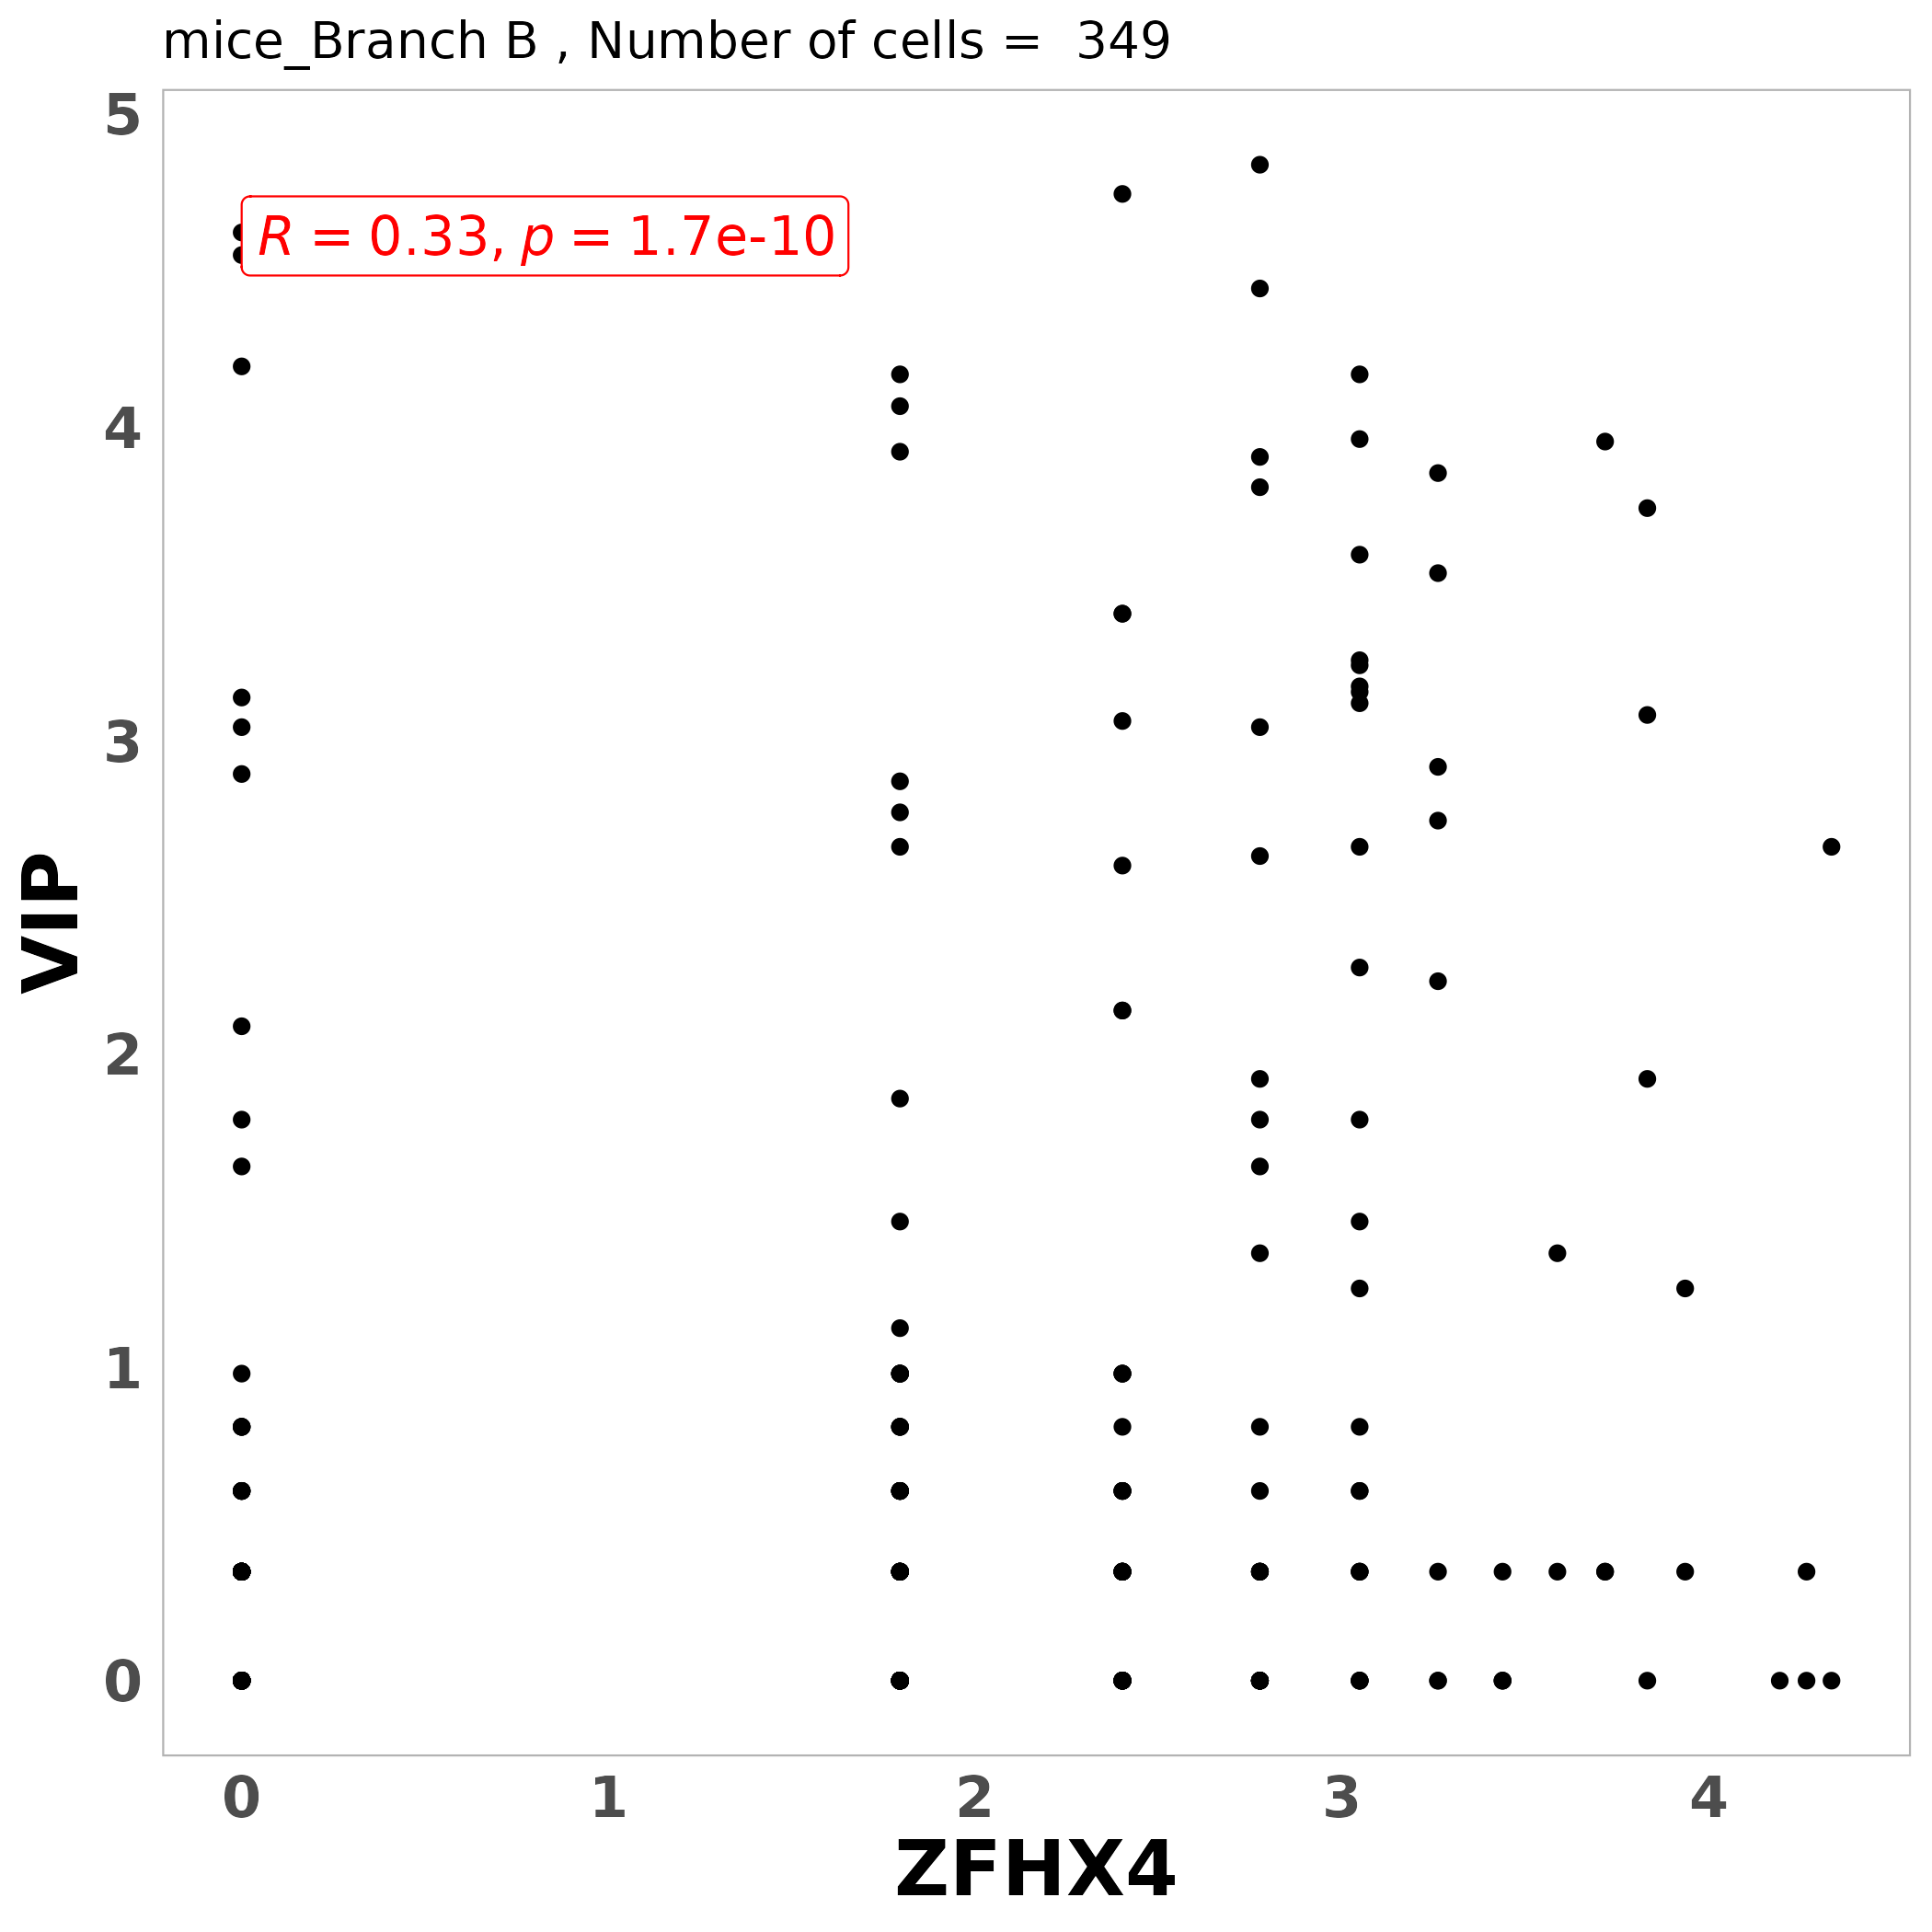 mice_Branch B , Number of cells =  349
5
R = 0.33, p = 1.7e-10
4
3
VIP
2
1
0
0 1 2 3 4
ZFHX4